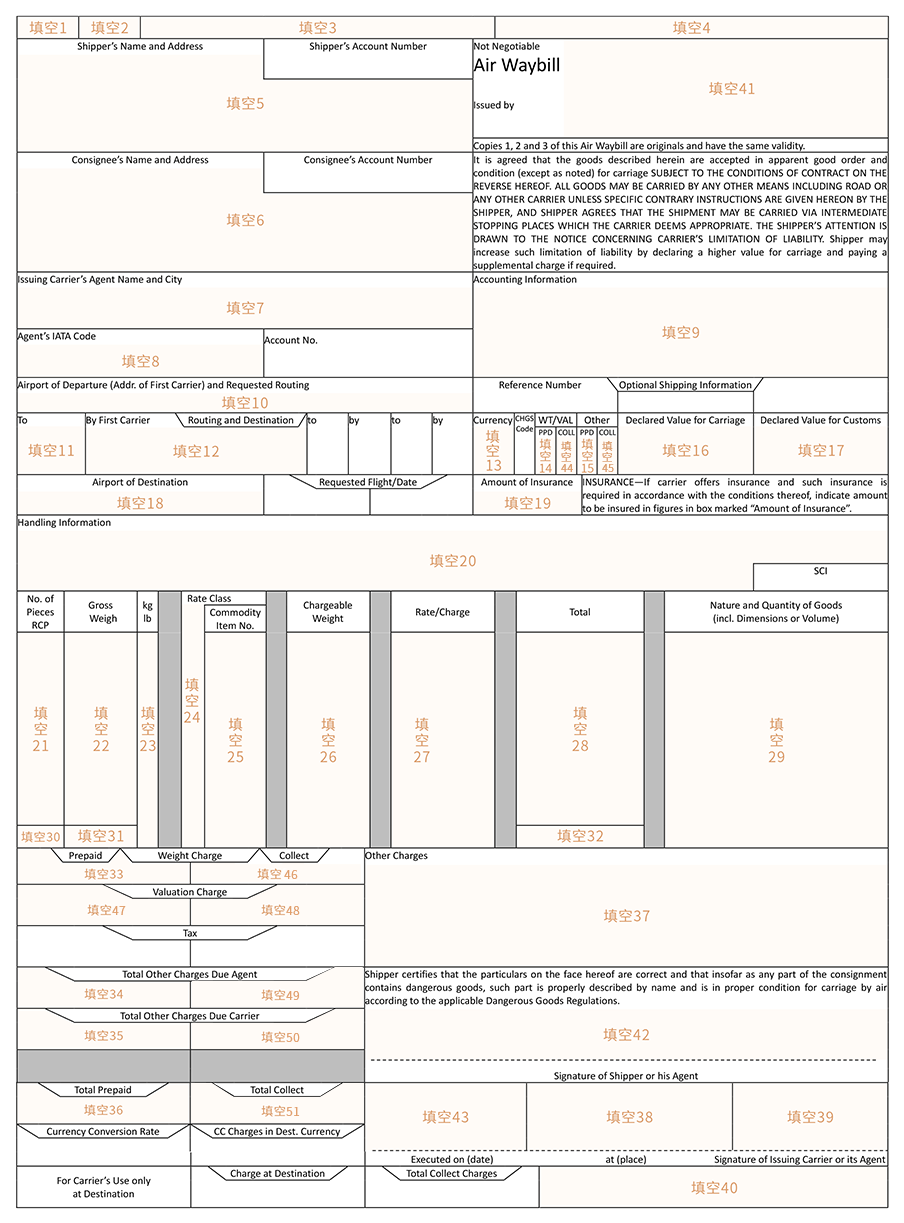 填空1 填空2 填空3 填空4
Shipper's Name and Address
Shipper's Account Number
填空5
Not Negotiable
Air Waybill
Issued by
填空41
Copies 1, 2 and 3 of this Air Waybill are originals and have the same validity.
Consignee's Name and Address
Consignee's Account Number
填空6
It is agreed that the goods described herein are accepted in apparent good order and
condition (except as noted) for carriage SUBJECT TO THE CONDITIONS OF CONTRACT ON THE
REVERSE HEREOF. ALL GOODS MAY BE CARRIED BY ANY OTHER MEANS INCLUDING ROAD OR
ANY OTHER CARRIER UNLESS SPECIFIC CONTRARY INSTRUCTIONS ARE GIVEN HEREON BY THE
SHIPPER, AND SHIPPER AGREES THAT THE SHIPMENT MAY BE CARRIED VIA INTERMEDIATE
STOPPING PLACES WHICH THE CARRIER DEEMS APPROPRIATE. THE SHIPPER'S ATTENTION IS
DRAWN TO THE NOTICE CONCERNING CARRIER'S LIMITATION OF LIABILITY. Shipper may
increase such limitation of liability by declaring a higher value for carriage and paying a
supplemental charge if required.
Issuing Carrier's Agent Name and City
填空7
Accounting Information
填空9
Agent's IATA Code
填空8
Account No.
Airport of Departure (Addr. of First Carrier) and Requested Routing
填空10
Reference Number
Optional Shipping Information
To
填空11
By First Carrier
填空12
Routing and Destination
to
by
to
by
Currency
填
空
13
CHGS
Code
WT/VAL
PPD
填
空
14
COLL
填
空
44
Other
PPD
填
空
15
COLL
填
空
45
Declared Value for Carriage
填空16
Declared Value for Customs
填空17
Airport of Destination
填空18
Requested Flight/Date
Amount of Insurance
填空19
INSURANCE—If carrier offers insurance and such insurance is
required in accordance with the conditions thereof, indicate amount
to be insured in figures in box marked “Amount of Insurance”.
Handling Information
填空20
SCI
No. of
Pieces
RCP
Gross
Weigh
kg
lb
Rate Class
Commodity
Item No.
Chargeable
Weight
Rate/Charge
Total
Nature and Quantity of Goods
(incl. Dimensions or Volume)
填
空
21
填
空
22
填
空
23
填
空
24
填
空
25
填
空
26
填
空
27
填
空
28
填
空
29
填空30
填空31
填空32
Prepaid
Weight Charge
Collect
填空33
填空46
Other Charges
填空37
Valuation Charge
填空47
填空48
Tax
Total Other Charges Due Agent
填空34
填空49
Shipper certifies that the particulars on the face hereof are correct and that insofar as any part of the consignment
contains dangerous goods, such part is properly described by name and is in proper condition for carriage by air
according to the applicable Dangerous Goods Regulations.
填空42
Signature of Shipper or his Agent
Total Other Charges Due Carrier
填空35
填空50
Total Prepaid
填空36
Total Collect
填空51
填空43
填空38
填空39
Executed on (date)
at (place)
Signature of Issuing Carrier or its Agent
Currency Conversion Rate
CC Charges in Dest. Currency
For Carrier's Use only
at Destination
Charge at Destination
Total Collect Charges
填空40